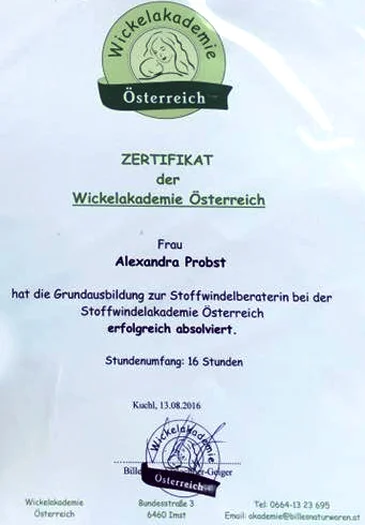 Wickelakademie
Österreich
ZERTIFIKAT
der
Wickelakademie Österreich
Frau
Alexandra Probst
hat die Grundausbildung zur Stoffwindelberaterin bei der
Stoffwindelakademie Österreich
erfolgreich absolviert.
Stundenumfang: 16 Stunden
Kuchl, 13.08.2016
Wickelakademie
Österreich
Wickelakademie
Österreich
Bundesstraße 3
6460 Imst
Tel: 0664-13 23 695
Email: akademie@billesnaturwaren.at